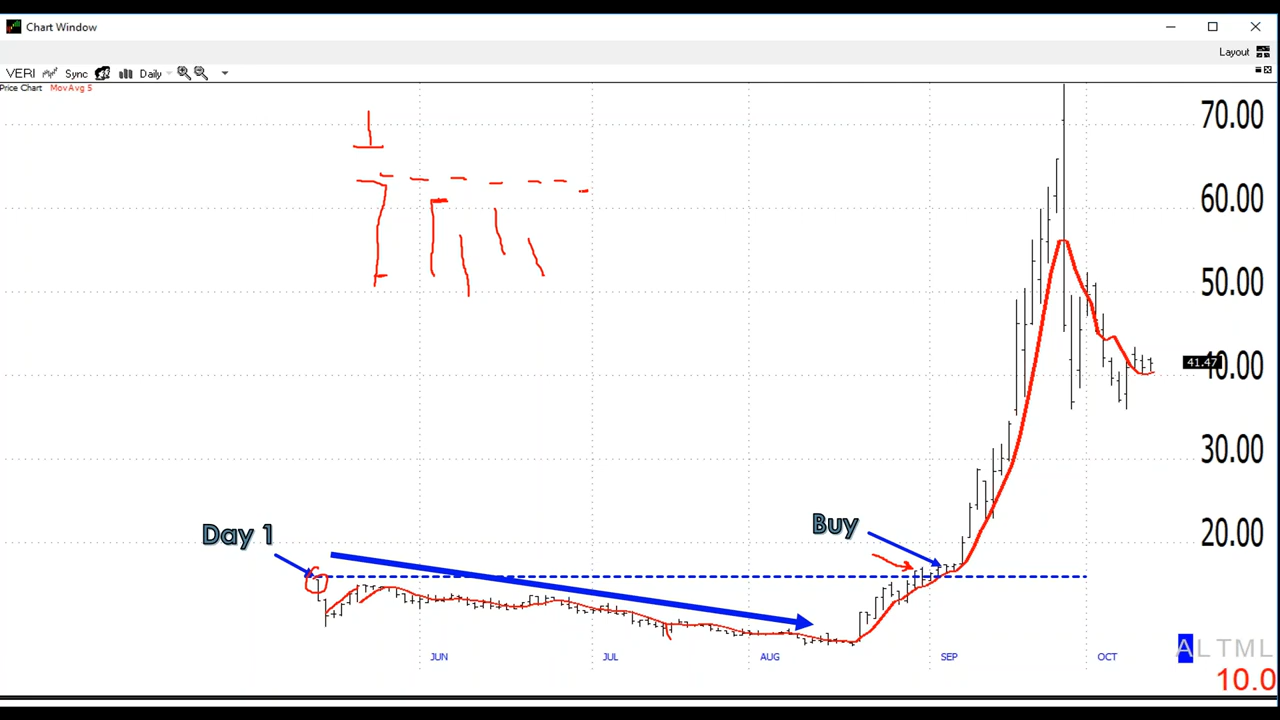 Chart Window
Layout
VERI Sync Daily
Price Chart MovAvg 5
70.00
60.00
50.00
41.47
40.00
30.00
20.00
Day 1
Buy
JUN JUL AUG SEP OCT
ALTML
10.0